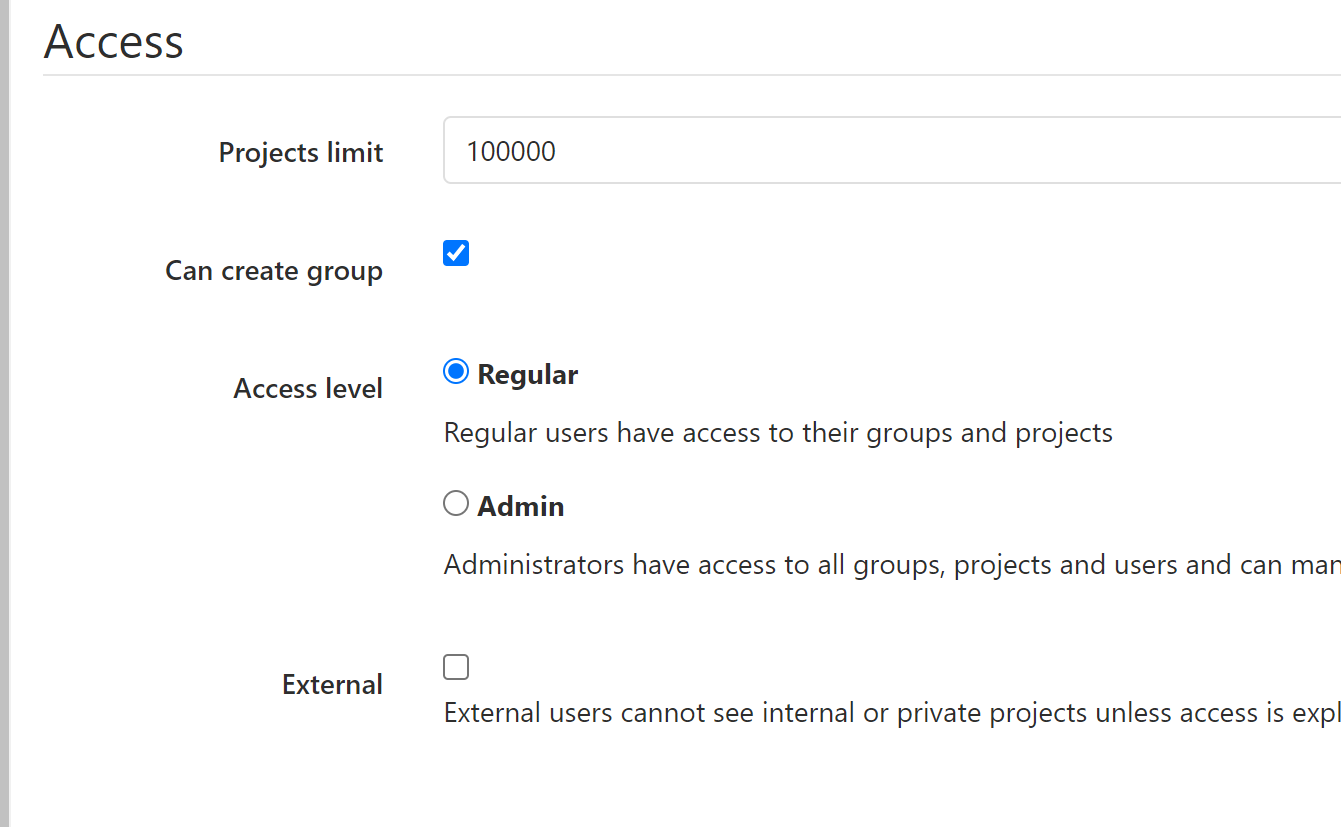 Access
Projects limit
100000
Can create group
Access level
Regular
Regular users have access to their groups and projects
Admin
Administrators have access to all groups, projects and users and can
External
External users cannot see internal or private projects unless access is